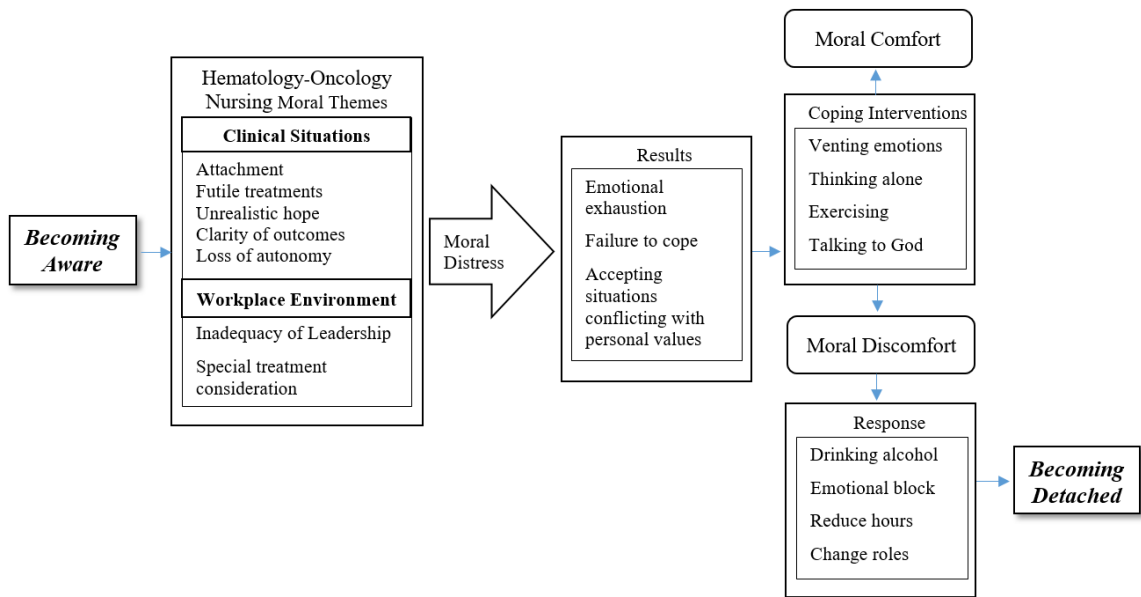 Becoming
Aware
Hematology-Oncology
Nursing Moral Themes
Clinical Situations
Attachment
Futile treatments
Unrealistic hope
Clarity of outcomes
Loss of autonomy
Workplace Environment
Inadequacy of Leadership
Special treatment
consideration
Moral
Distress
Results
Emotional
exhaustion
Failure to cope
Accepting
situations
conflicting with
personal values
Moral Comfort
Coping Interventions
Venting emotions
Thinking alone
Exercising
Talking to God
Moral Discomfort
Response
Drinking alcohol
Emotional block
Reduce hours
Change roles
Becoming
Detached